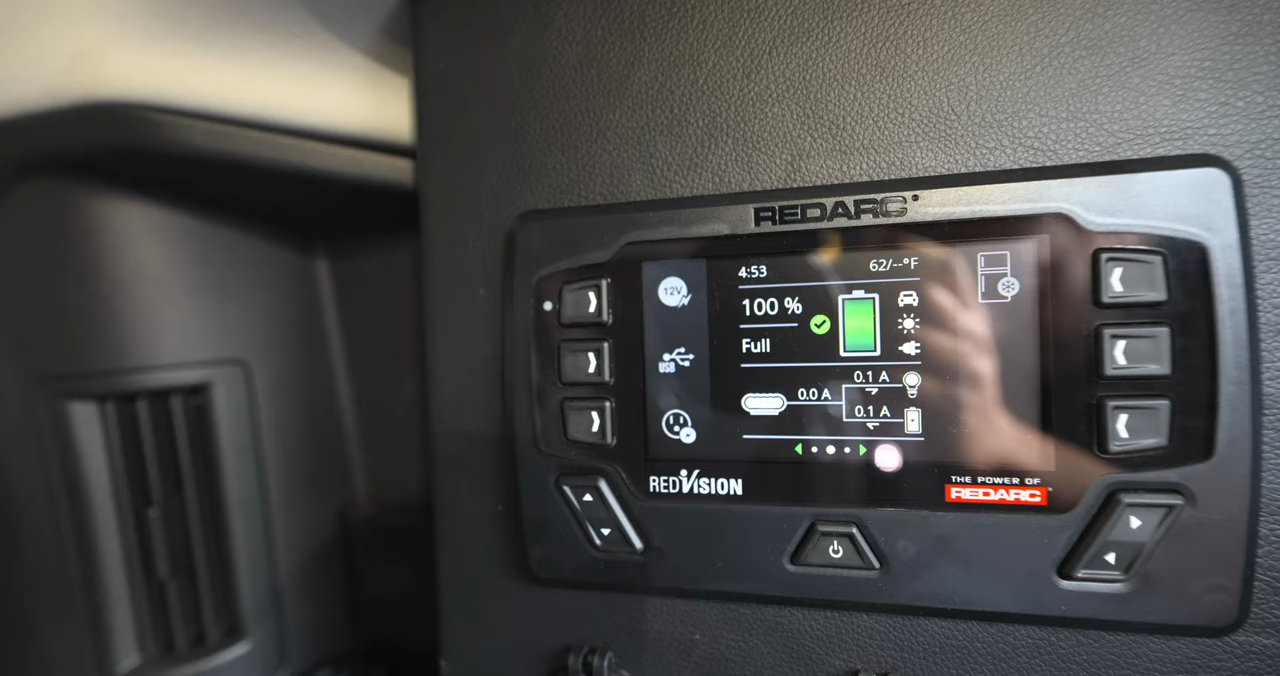 REDARC
12V
4:53
62/--°F
100 %
Full
USB
0.1 A
0.0 A
0.1 A
REDVISION
THE POWER OF
REDARC